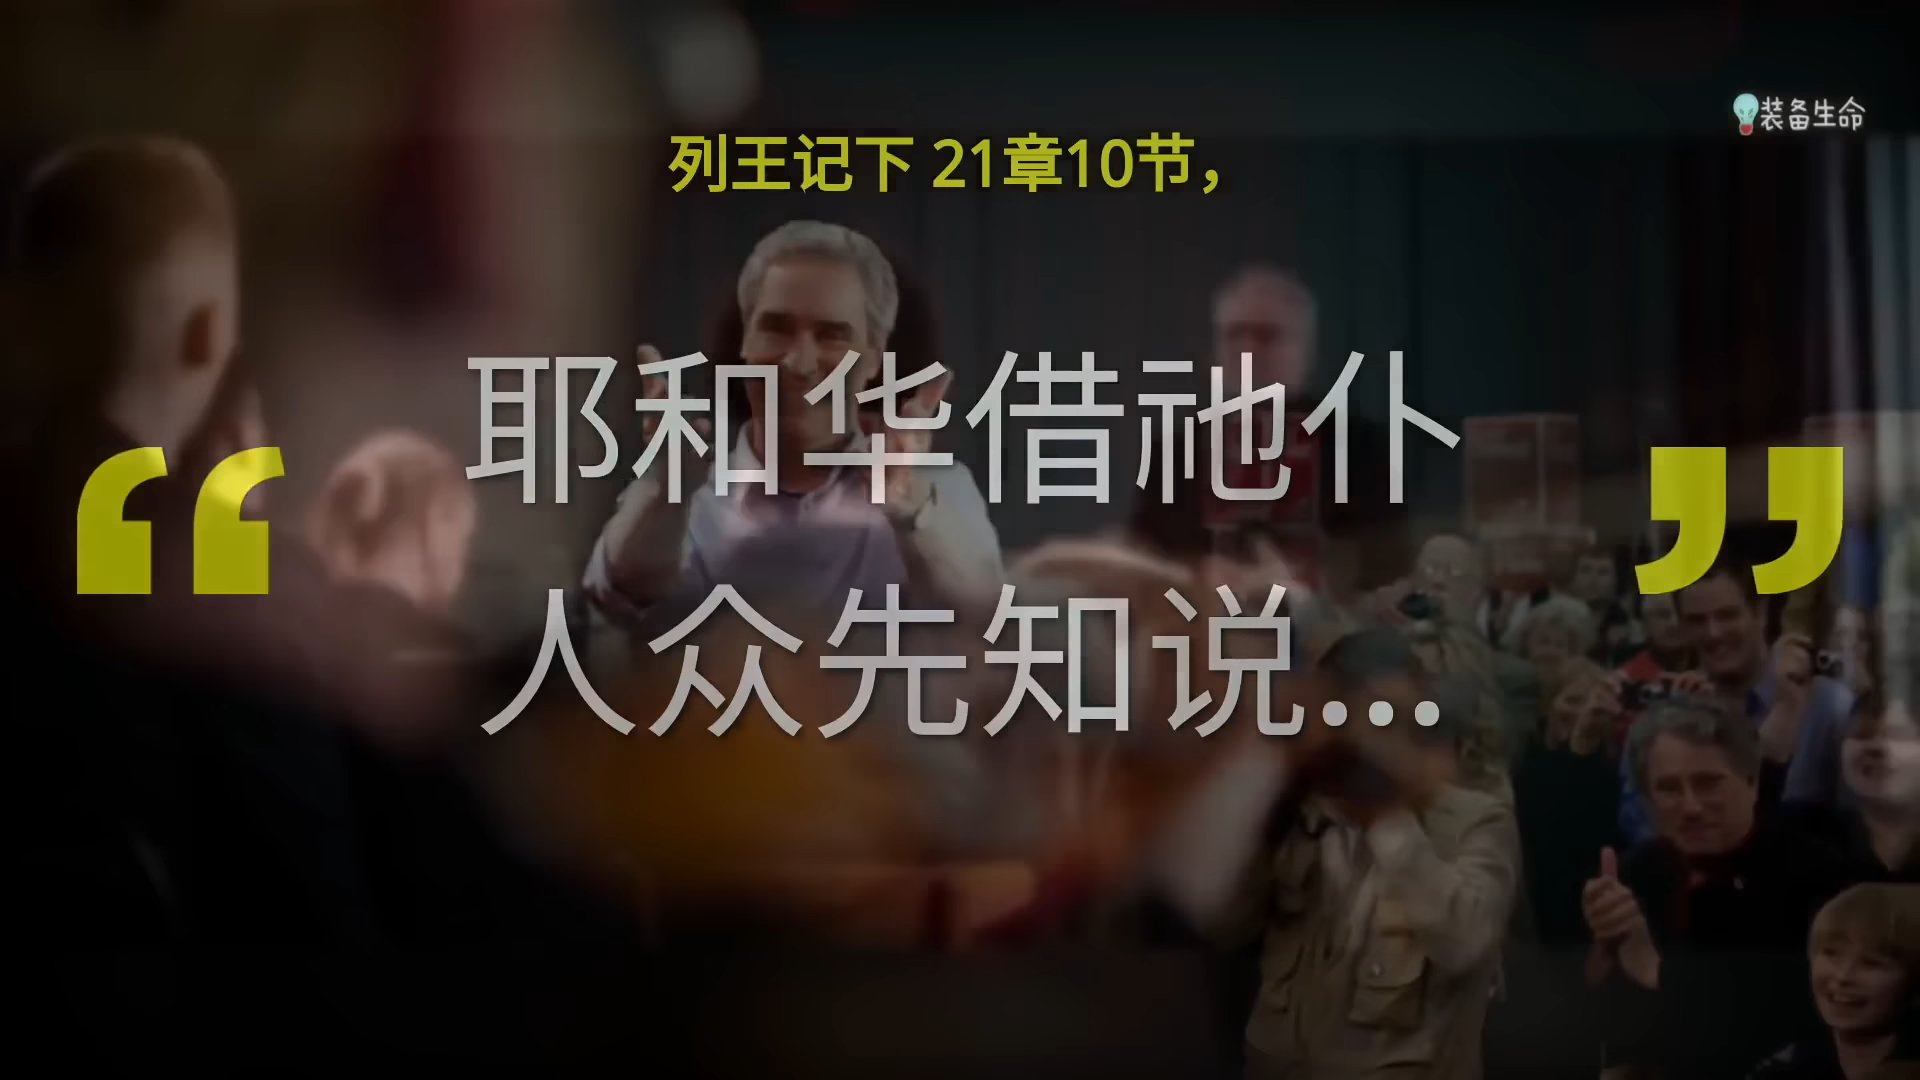 装备生命
列王记下 21章10节，
“耶和华借祂仆
人众先知说...”